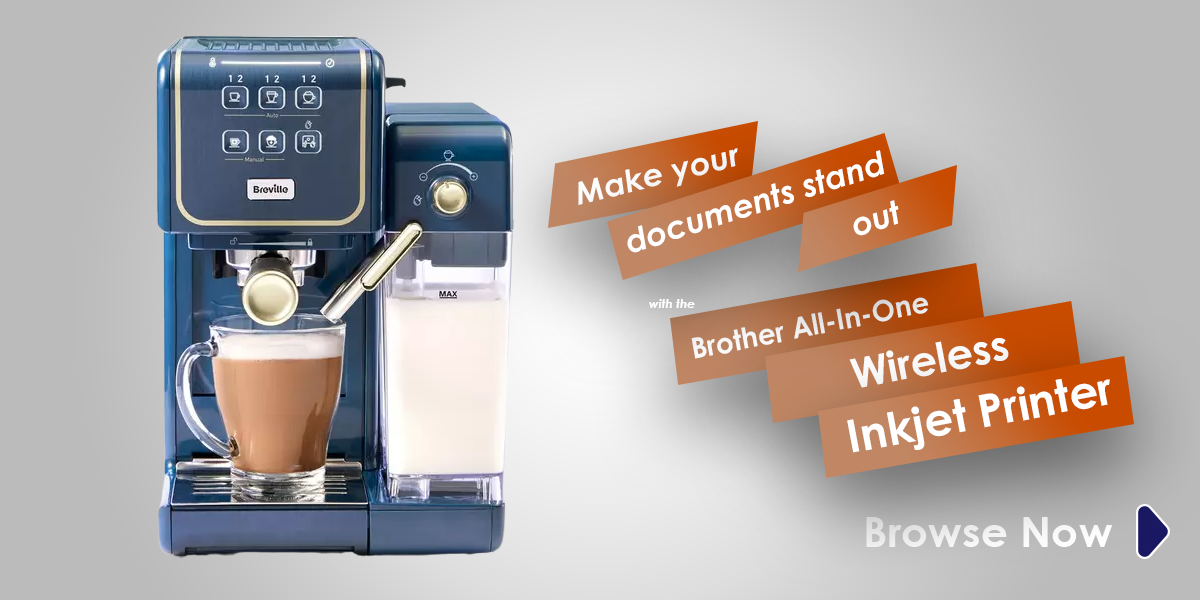 1 2 1 2 1 2
Auto
Manual
Breville
MAX
Make your
documents stand
out
with the
Brother All-In-One
Wireless
Inkjet Printer
Browse Now